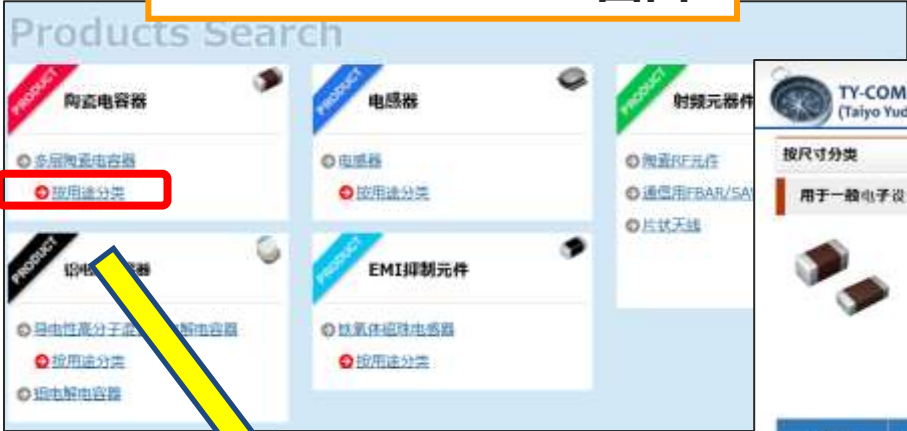 Products Search
PRODUCT
陶瓷电容器
多层陶瓷电容器
按用途分类
PRODUCT
电感器
电感器
按用途分类
PRODUCT
射频元器件
陶瓷RF元件
通信用FBAR/SA
片状天线
PRODUCT
铝电
器
导电性高分子混
解电容器
按用途分类
铝电解电容器
PRODUCT
EMI抑制元件
铁氧体磁珠电感器
按用途分类
TY-COM
(Taiyo Yud
按尺寸分类
用于一般电子设